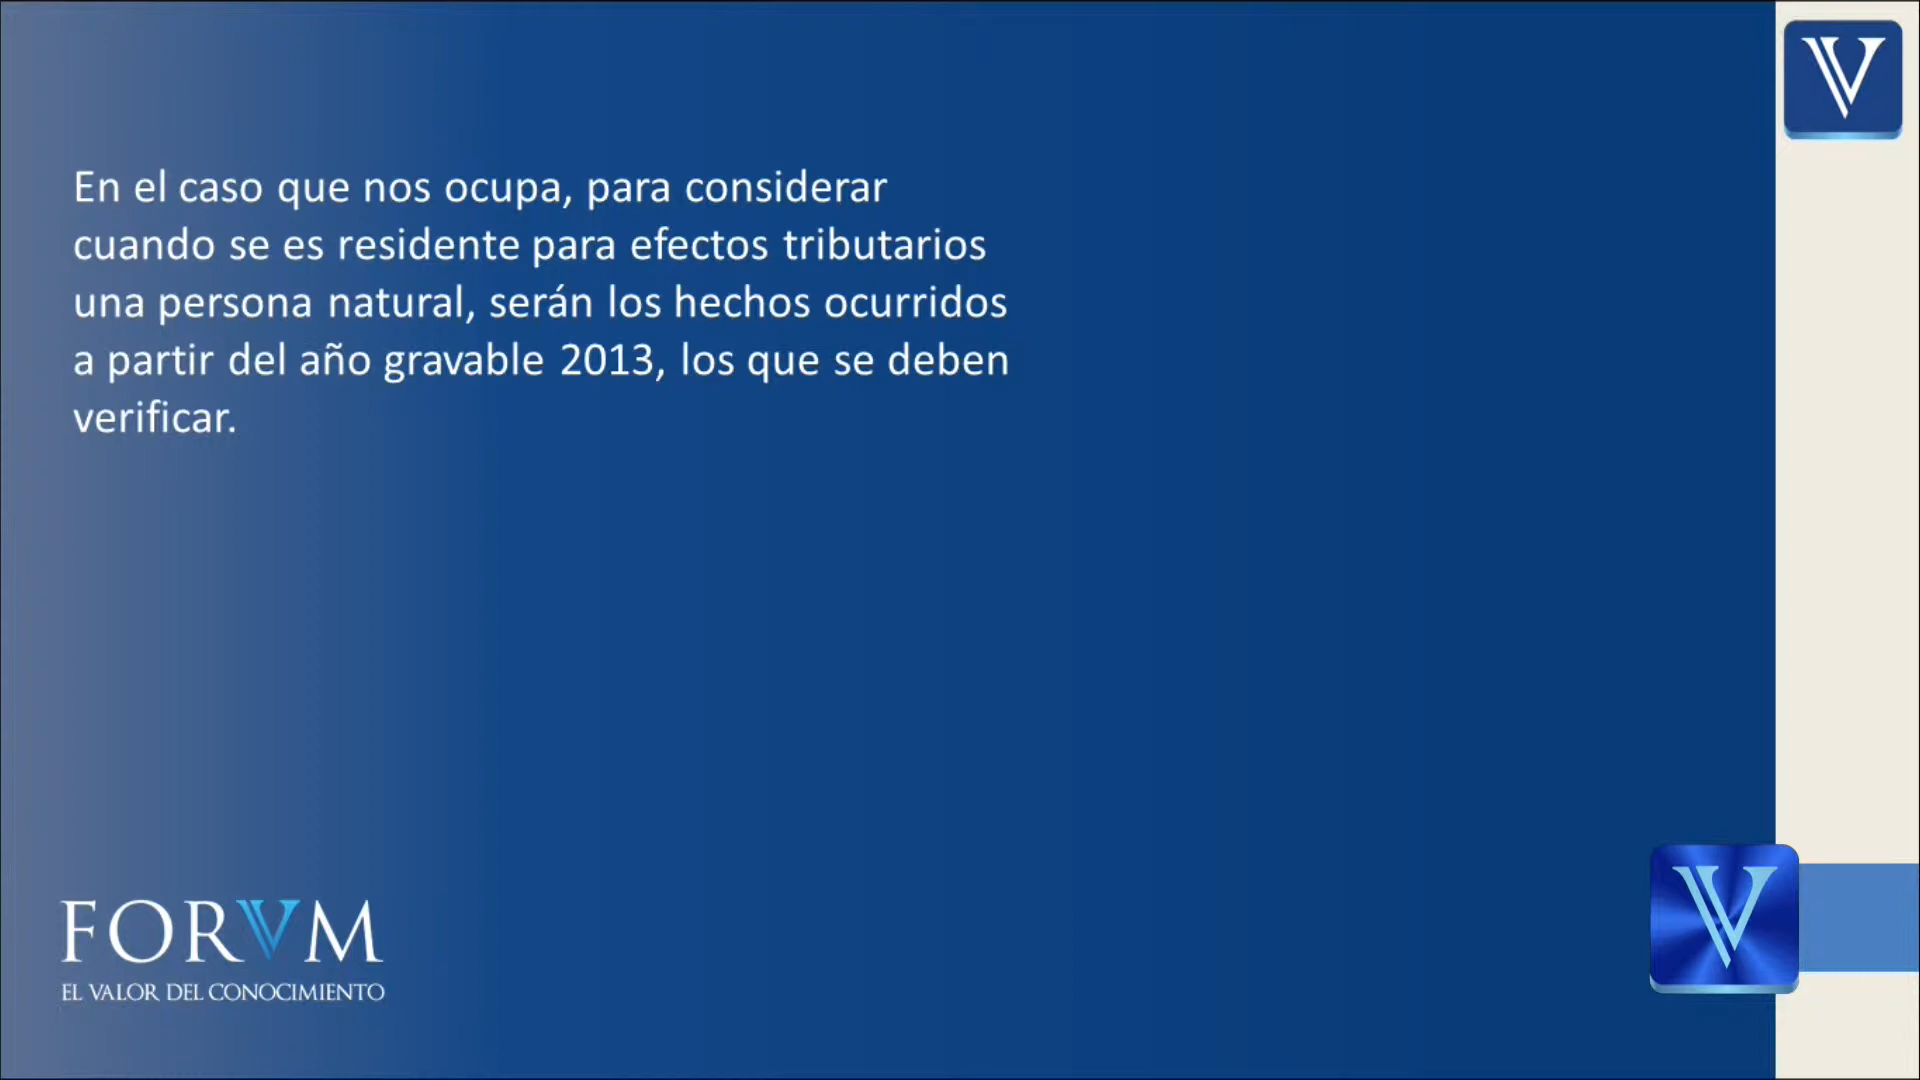 En el caso que nos ocupa, para considerar
cuando se es residente para efectos tributarios
una persona natural, serán los hechos ocurridos
a partir del año gravable 2013, los que se deben
verificar.
FORVM
EL VALOR DEL CONOCIMIENTO
V
V